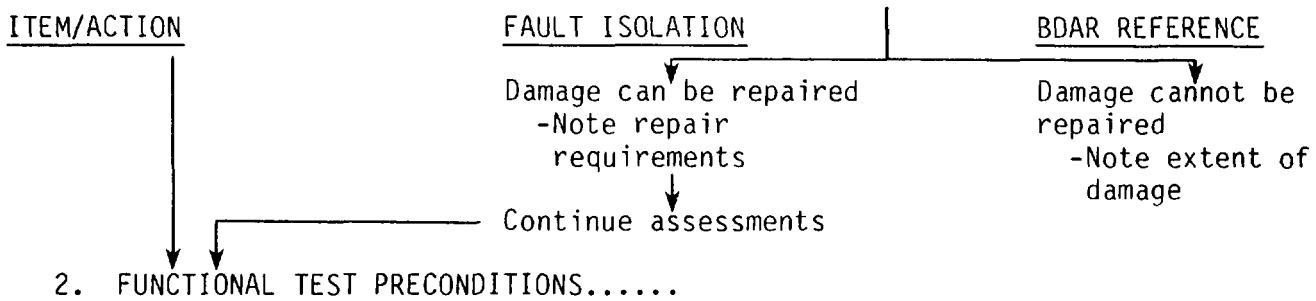 ITEM/ACTION FAULT ISOLATION BDAR REFERENCE
Damage can be repaired
-Note repair
requirements
Damage cannot be
repaired
-Note extent of
damage
Continue assessments
2. FUNCTIONAL TEST PRECONDITIONS......